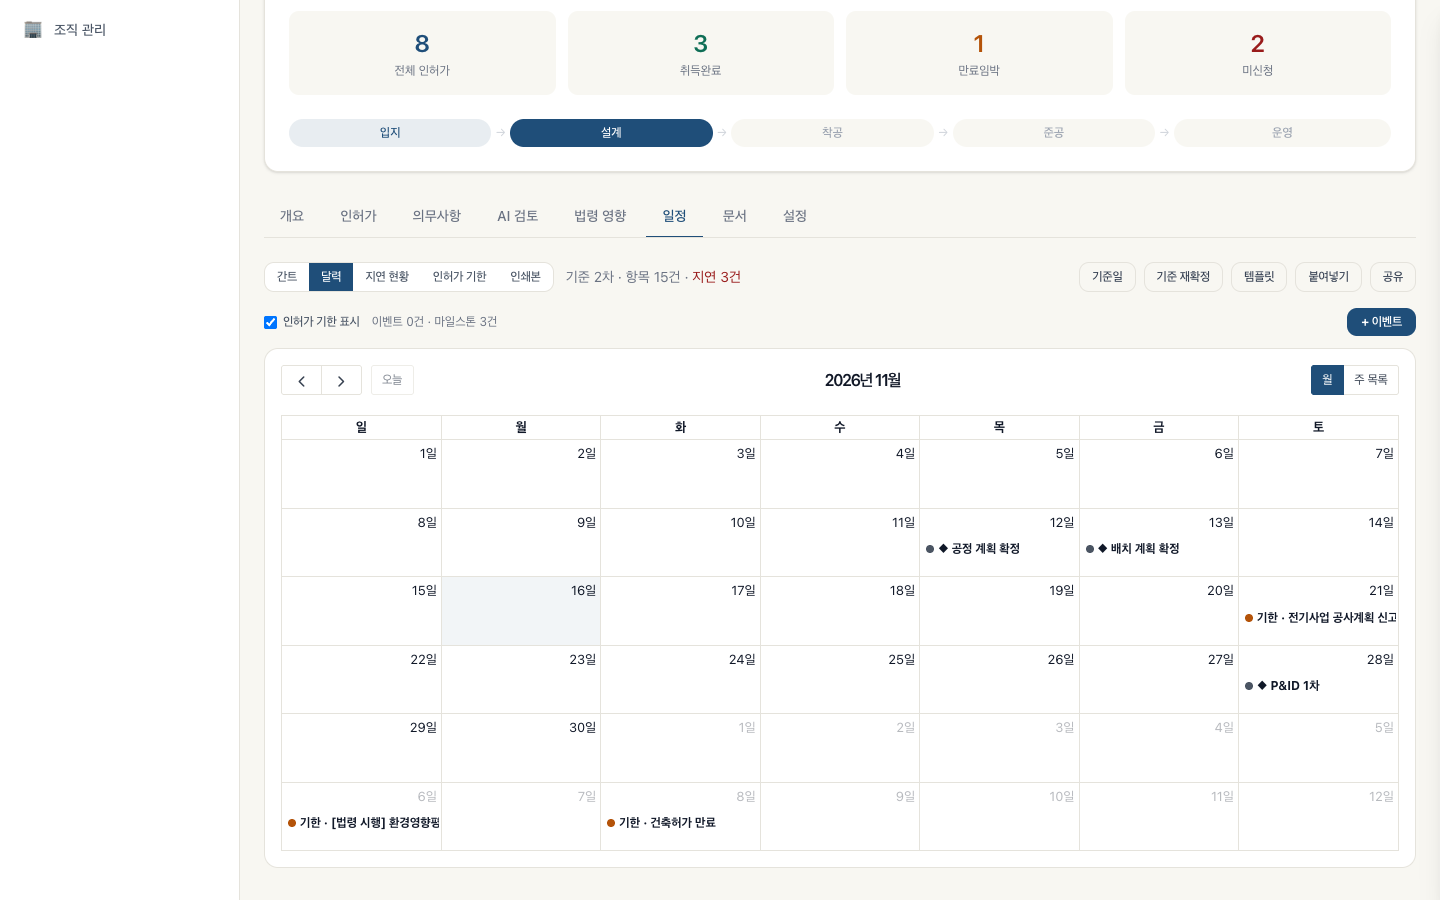 조직 관리
8
전체 인허가
3
취득완료
1
만료임박
2
미신청
입지 → 설계 → 착공 → 준공 → 운영
개요 인허가 의무사항 AI 검토 법령 영향 일정 문서 설정
간트 달력 지연 현황 인허가 기한 인쇄본 기준 2차 · 항목 15건 · 지연 3건 기준일 기준 재확정 템플릿 붙여넣기 공유
인허가 기한 표시 이벤트 0건 · 마일스톤 3건 + 이벤트
오늘 2026년 11월 월 주 목록
일 월 화 수 목 금 토
1일 2일 3일 4일 5일 6일 7일
8일 9일 10일 11일 12일 13일 14일
◆ 공정 계획 확정 ◆ 배치 계획 확정
15일 16일 17일 18일 19일 20일 21일
기한 · 전기사업 공사계획 신고
22일 23일 24일 25일 26일 27일 28일
◆ P&ID 1차
29일 30일 1일 2일 3일 4일 5일
6일 7일 8일 9일 10일 11일 12일
기한 · [법령 시행] 환경영향평 기한 · 건축허가 만료